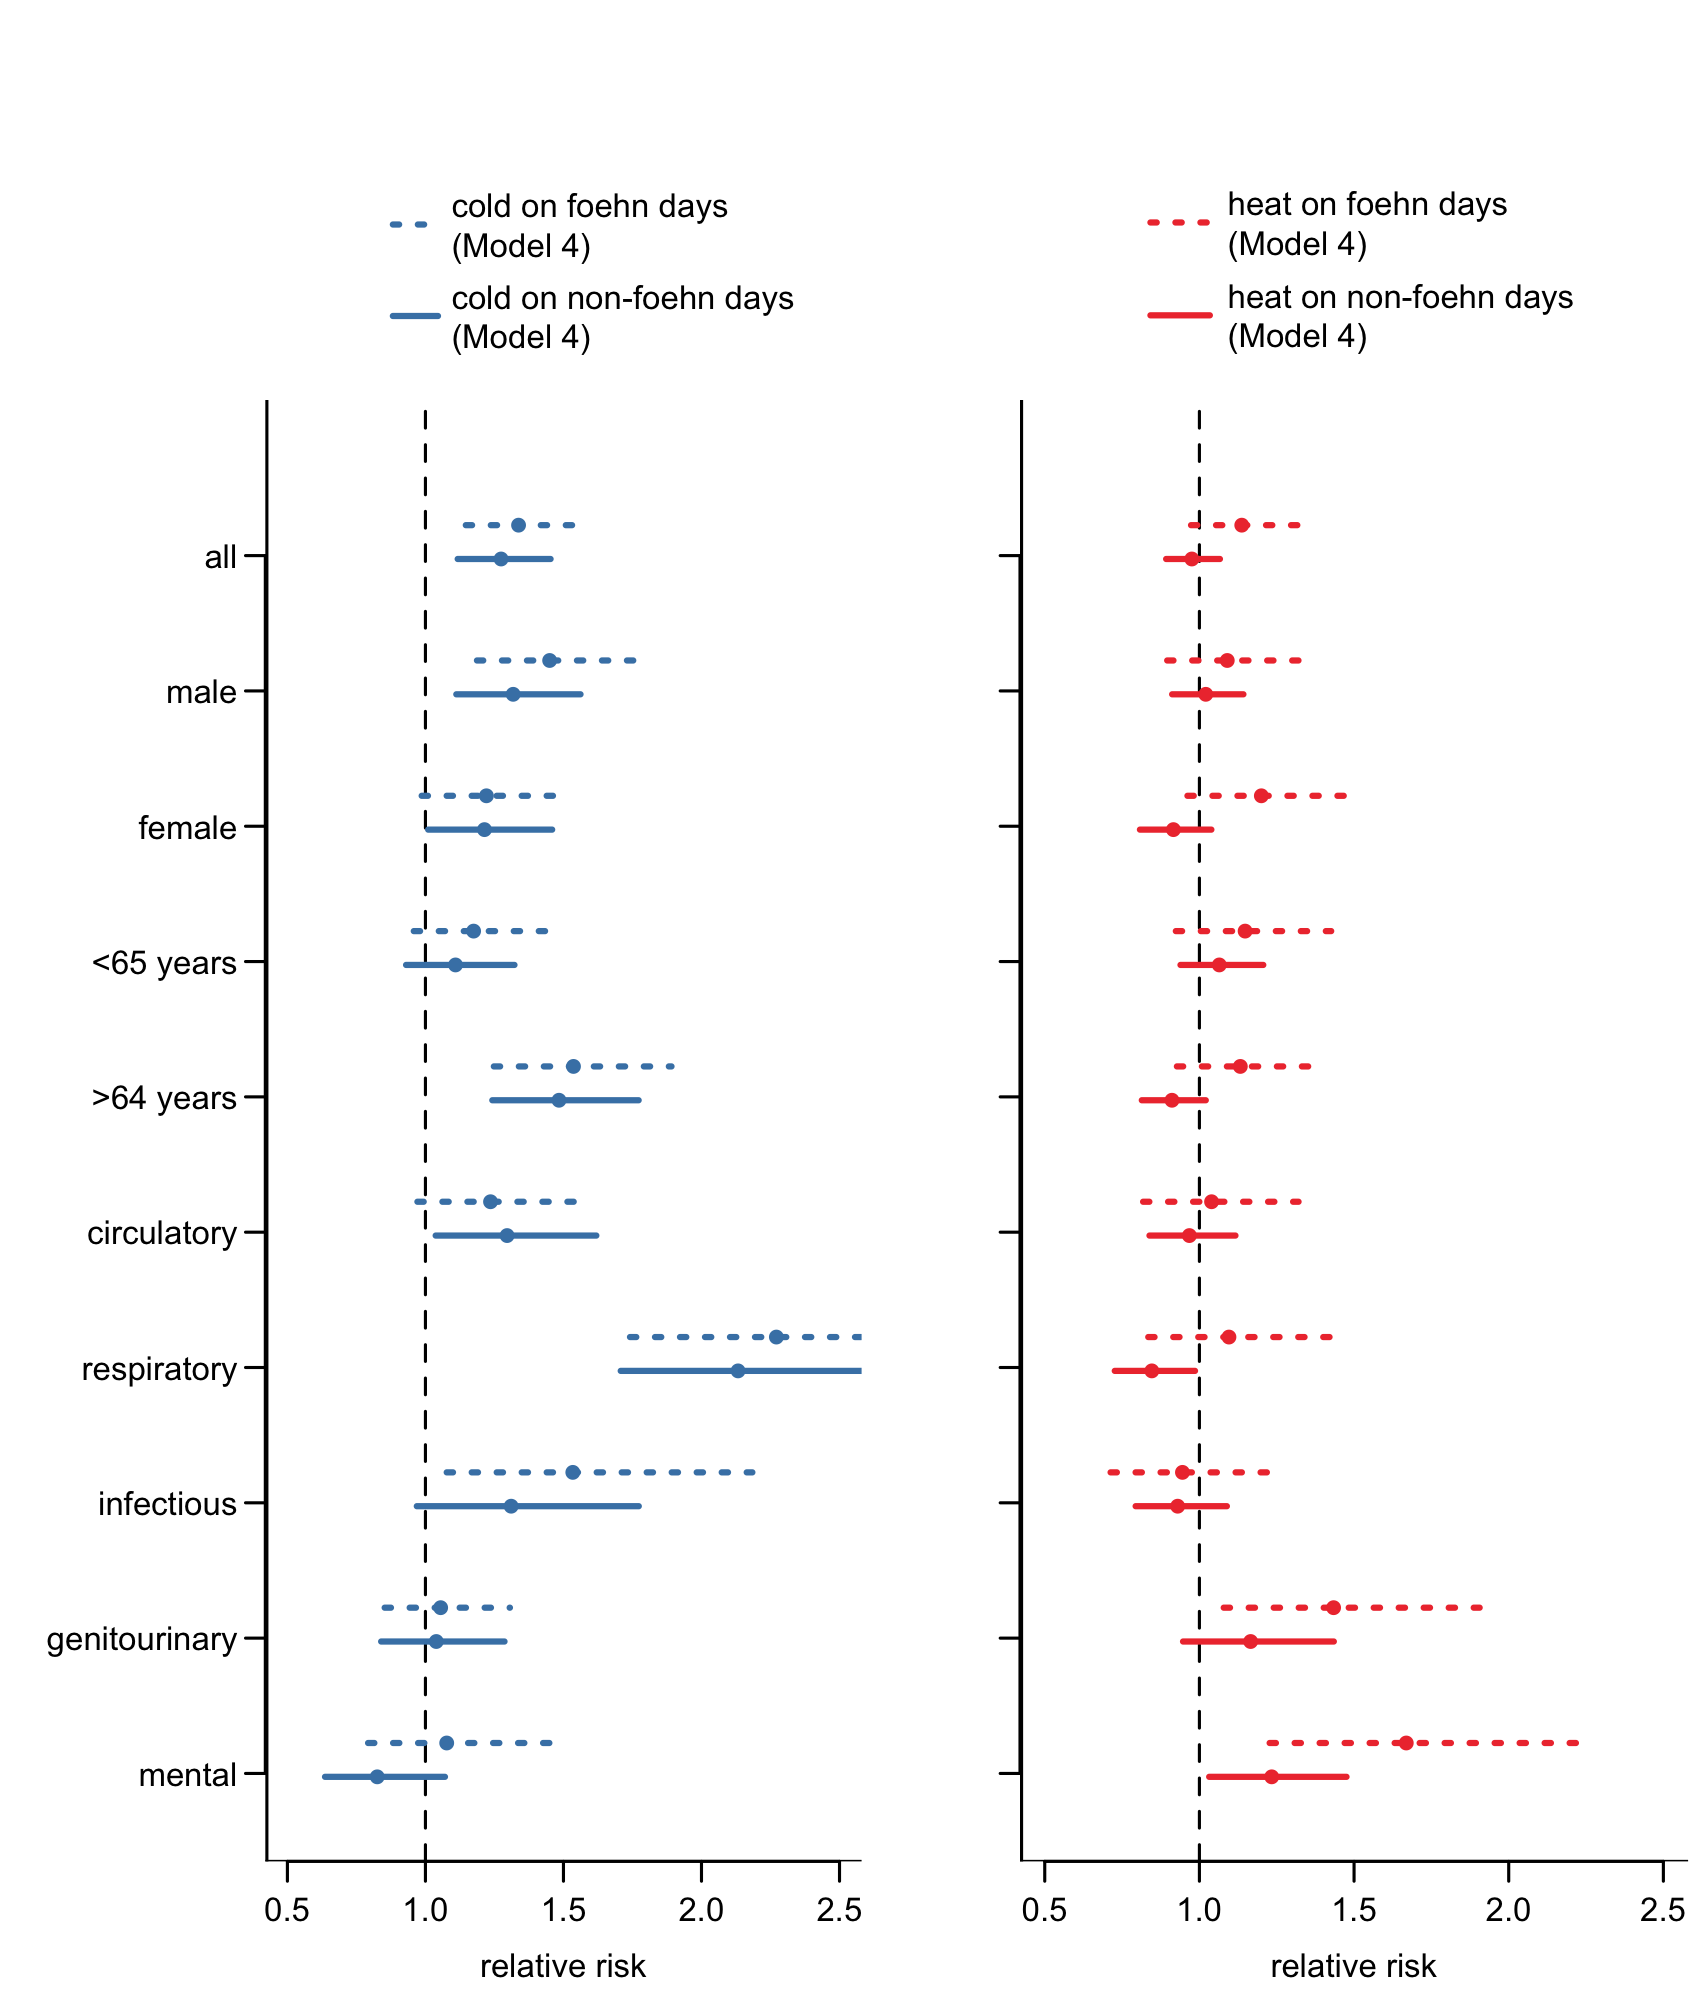 cold on foehn days
(Model 4)
cold on non-foehn days
(Model 4)
heat on foehn days
(Model 4)
heat on non-foehn days
(Model 4)
all
male
female
<65 years
>64 years
circulatory
respiratory
infectious
genitourinary
mental
0.5 1.0 1.5 2.0 2.5
relative risk
0.5 1.0 1.5 2.0 2.5
relative risk